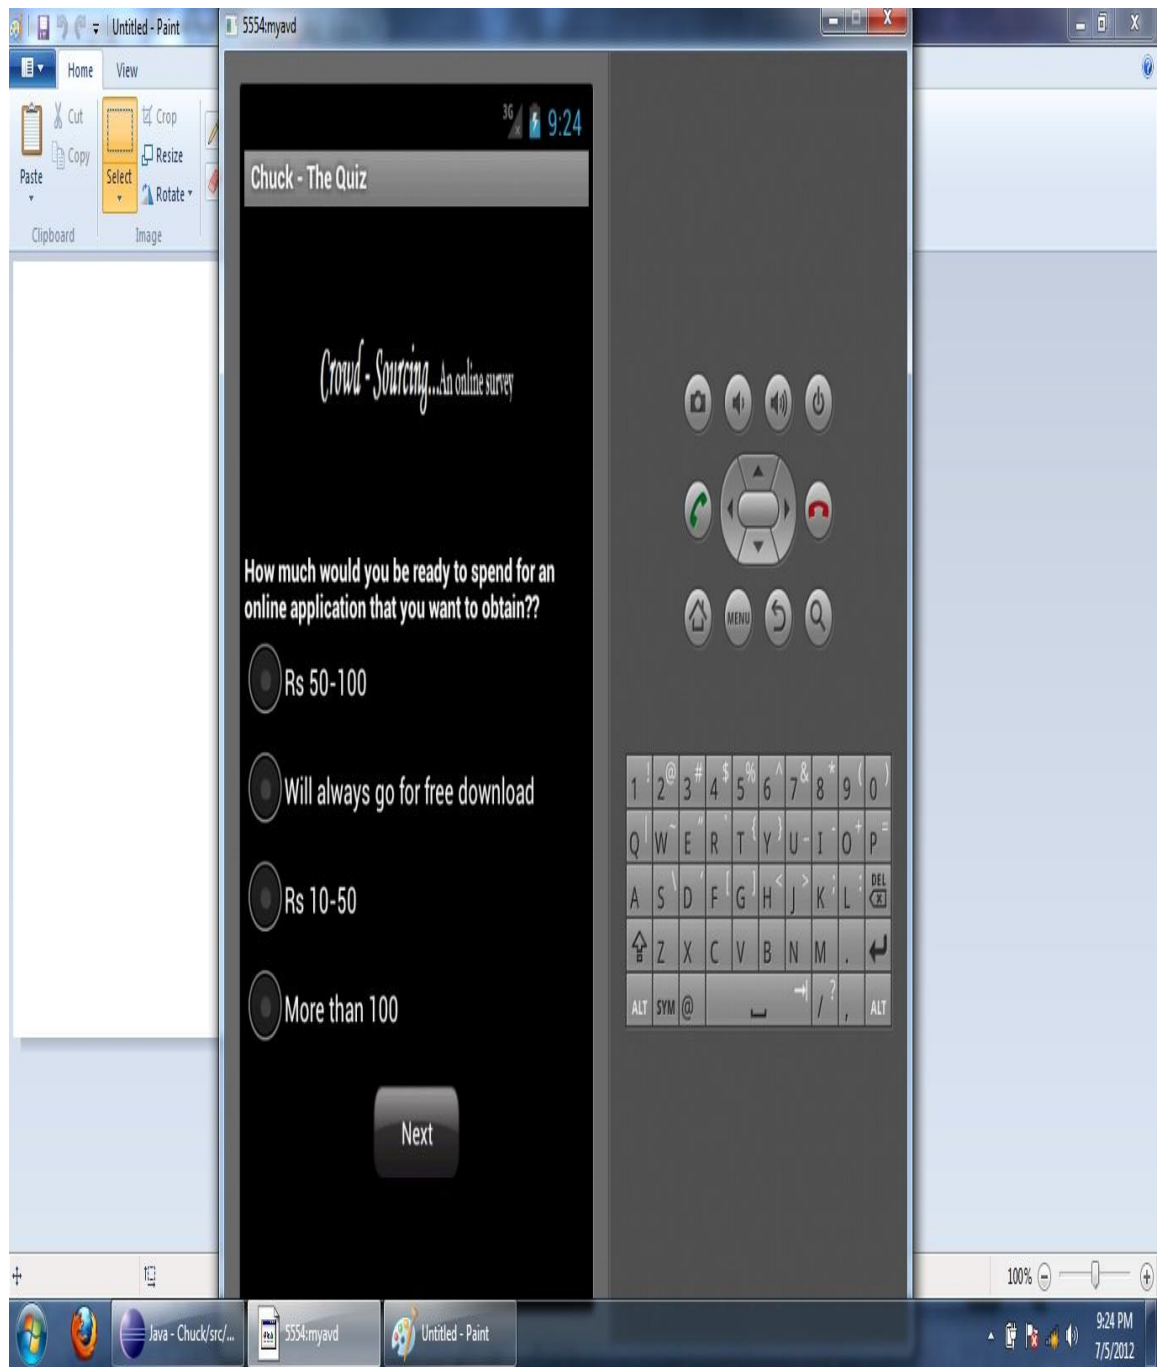 Untitled - Paint
5554:myavd
Home View
Cut
Copy
Paste
Select
Crop
Resize
Rotate
Clipboard
Image
3G
9:24
Chuck - The Quiz
Crowd - Sourcing...An online survey
How much would you be ready to spend for an
online application that you want to obtain??
Rs 50-100
Will always go for free download
Rs 10-50
More than 100
Next
MENU
1 ! 2 @ 3 # 4 $ 5 % 6 ^ 7 & 8 * 9 ( 0 )
Q | W ~ E " R ` T { Y } U - I - O + P =
A S \ D ' F [ G ] H < J > K ; L : DEL
Z X C V B N M .
ALT SYM @ / ? , ALT
100%
Java - Chuck/src/...
5554:myavd
Untitled - Paint
9:24 PM
7/5/2012